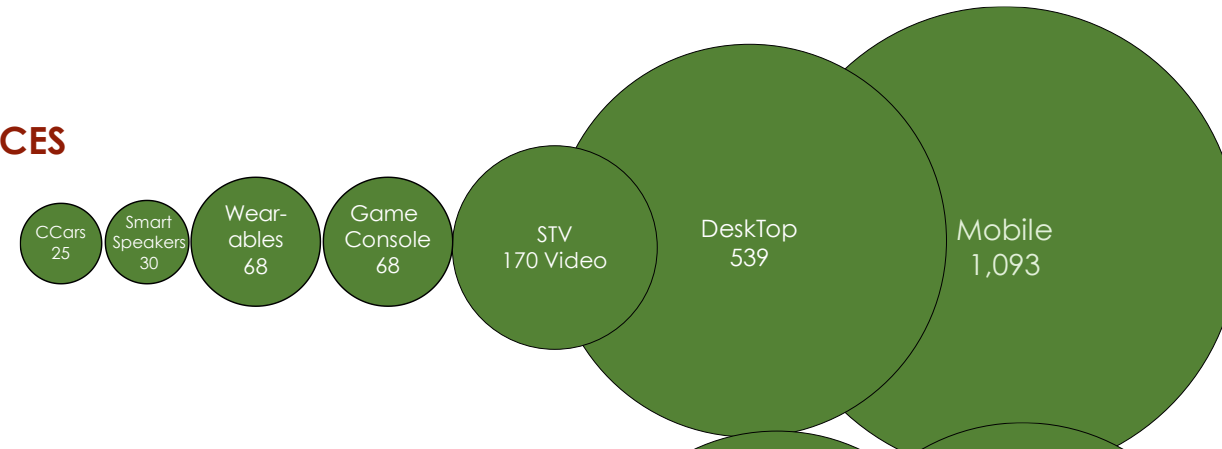 CES
CCars
25
Smart
Speakers
30
Wear-
ables
68
Game
Console
68
STV
170 Video
DeskTop
539
Mobile
1,093